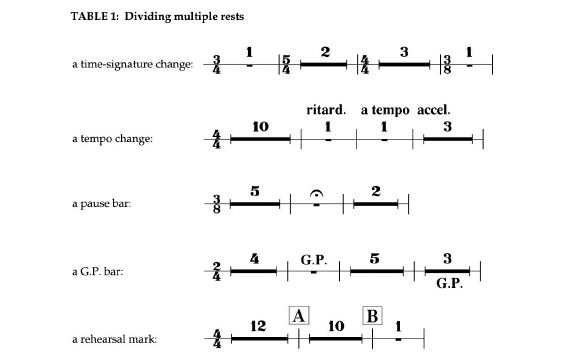 TABLE 1: Dividing multiple rests
1 2 3 1
a time-signature change: 3/4 5/4 4/4 3/8
ritard. a tempo accel.
10 1 1 3
a tempo change: 4/4
5 2
a pause bar: 3/8
4 G.P. 5 3
a G.P. bar: 2/4
G.P.
A B
12 10 1
a rehearsal mark: 4/4